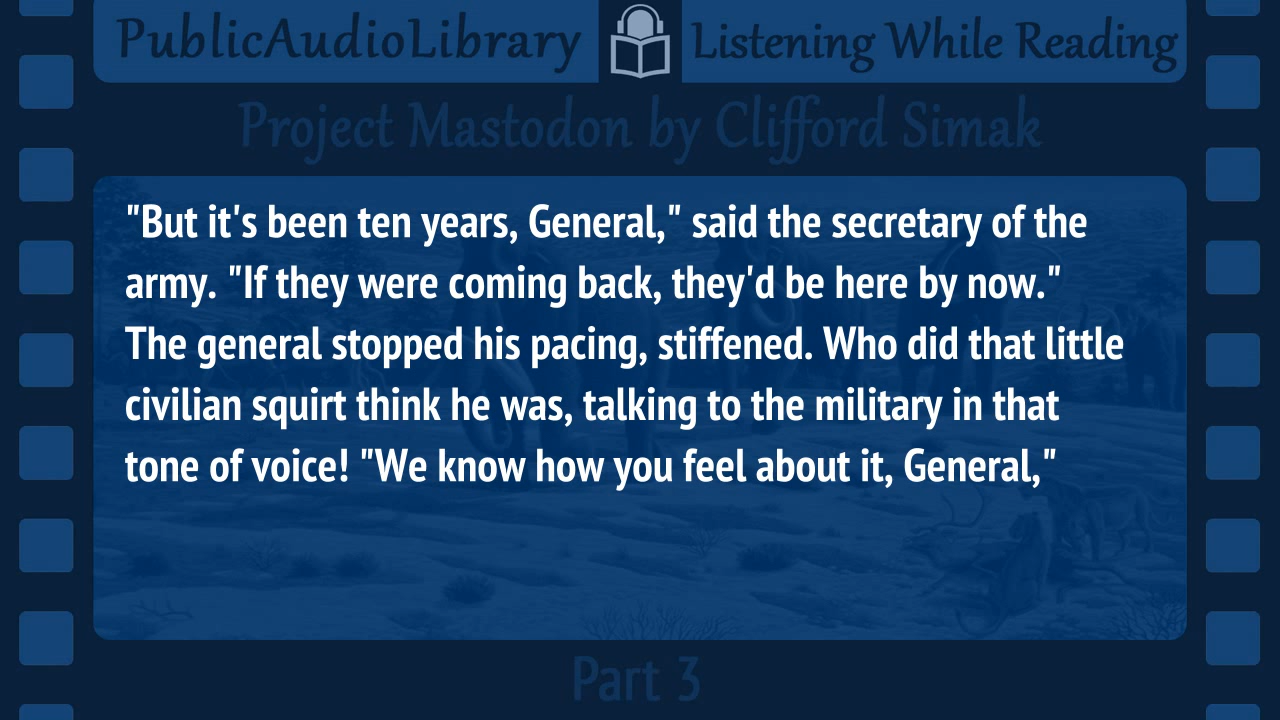 PublicAudioLibrary Listening While Reading
Project Mastodon by Clifford Simak
"But it's been ten years, General," said the secretary of the
army. "If they were coming back, they'd be here by now."
The general stopped his pacing, stiffened. Who did that little
civilian squirt think he was, talking to the military in that
tone of voice! "We know how you feel about it, General,"
Part 3